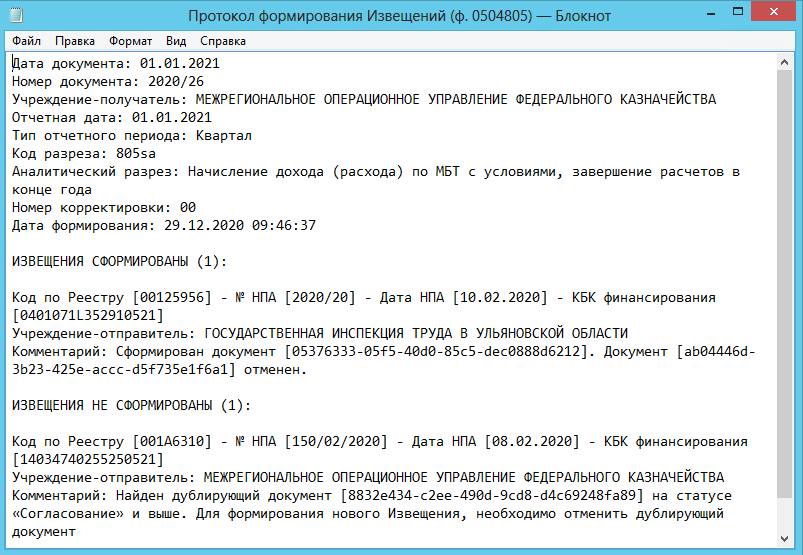 Протокол формирования Извещений (ф. 0504805) — Блокнот
Файл Правка Формат Вид Справка
Дата документа: 01.01.2021
Номер документа: 2020/26
Учреждение-получатель: МЕЖРЕГИОНАЛЬНОЕ ОПЕРАЦИОННОЕ УПРАВЛЕНИЕ ФЕДЕРАЛЬНОГО КАЗНАЧЕЙСТВА
Отчетная дата: 01.01.2021
Тип отчетного периода: Квартал
Код разреза: 805sa
Аналитический разрез: Начисление дохода (расхода) по МБТ с условиями, завершение расчетов в
конце года
Номер корректировки: 00
Дата формирования: 29.12.2020 09:46:37
ИЗВЕЩЕНИЯ СФОРМИРОВАНЫ (1):
Код по Реестру [00125956] - № НПА [2020/20] - Дата НПА [10.02.2020] - КБК финансирования
[0401071L352910521]
Учреждение-отправитель: ГОСУДАРСТВЕННАЯ ИНСПЕКЦИЯ ТРУДА В УЛЬЯНОВСКОЙ ОБЛАСТИ
Комментарий: Сформирован документ [05376333-05f5-40d0-85c5-dec0888d6212]. Документ [ab04446d-
3b23-425e-accc-d5f735e1f6a1] отменен.
ИЗВЕЩЕНИЯ НЕ СФОРМИРОВАНЫ (1):
Код по Реестру [001A6310] - № НПА [150/02/2020] - Дата НПА [08.02.2020] - КБК финансирования
[14034740255250521]
Учреждение-отправитель: МЕЖРЕГИОНАЛЬНОЕ ОПЕРАЦИОННОЕ УПРАВЛЕНИЕ ФЕДЕРАЛЬНОГО КАЗНАЧЕЙСТВА
Комментарий: Найден дублирующий документ [8832e434-c2ee-490d-9cd8-d4c69248fa89] на статусе
«Согласование» и выше. Для формирования нового Извещения, необходимо отменить дублирующий
документ